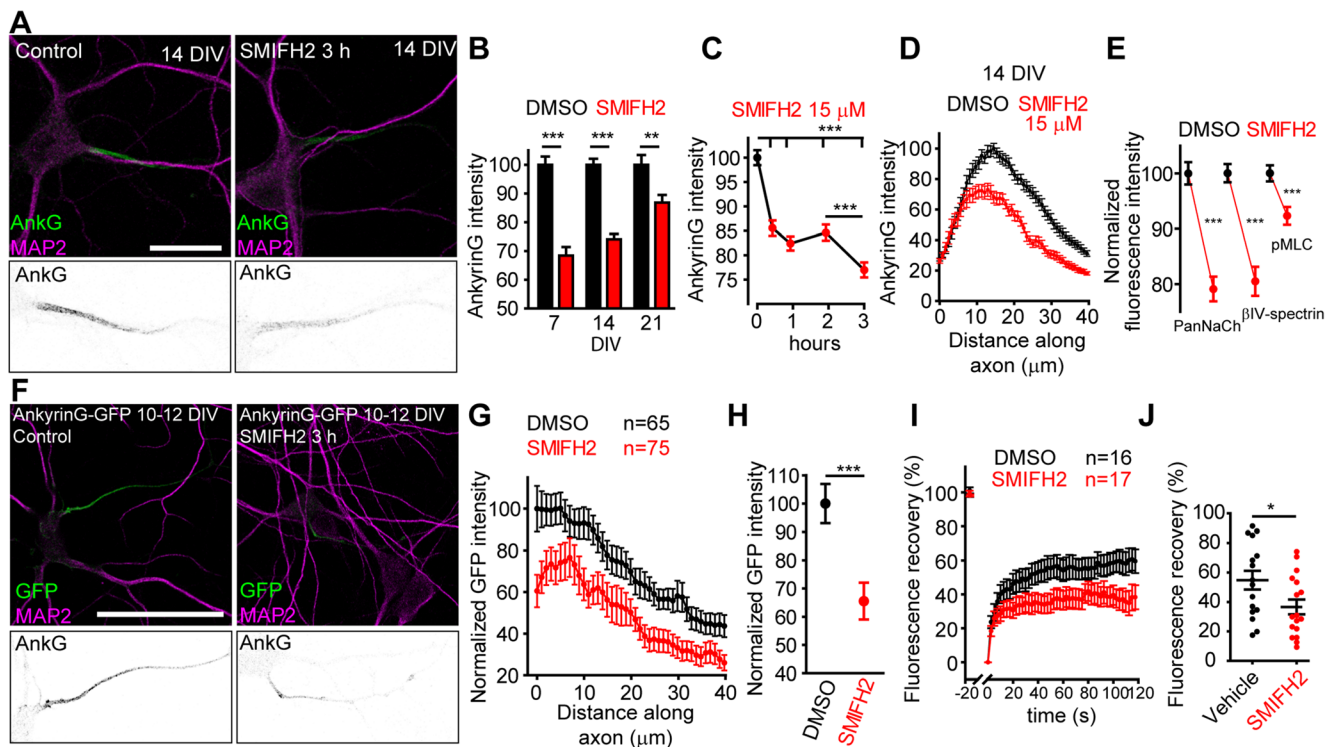 A
Control
14 DIV
AnkG
MAP2
SMIFH2 3 h
14 DIV
AnkG
MAP2
AnkG
AnkG
B
DMSO SMIFH2
*** *** **
AnkyrinG intensity
100
90
80
70
60
50
7 14 21
DIV
C
SMIFH2 15 μM
***
***
AnkyrinG intensity
100
95
90
85
80
75
0 1 2 3
hours
D
14 DIV
DMSO SMIFH2
15 μM
AnkyrinG intensity
100
80
60
40
20
0
0 10 20 30 40
Distance along
axon (μm)
E
DMSO SMIFH2
Normalized
fluorescence intensity
100
90
80
***
***
***
pMLC
PanNaCh
βIV-spectrin
F
AnkyrinG-GFP 10-12 DIV
Control
GFP
MAP2
AnkyrinG-GFP 10-12 DIV
SMIFH2 3 h
GFP
MAP2
AnkG
AnkG
G
DMSO n=65
SMIFH2 n=75
Normalized GFP intensity
100
80
60
40
20
0 10 20 30 40
Distance along
axon (μm)
H
***
Normalized GFP intensity
110
100
90
80
70
60
50
40
DMSO
SMIFH2
I
DMSO n=16
SMIFH2 n=17
Fluorescence recovery (%)
100
80
60
40
20
0
-20 0 20 40 60 80 100 120
time (s)
J
*
Fluorescence recovery (%)
100
80
60
40
20
0
Vehicle
SMIFH2